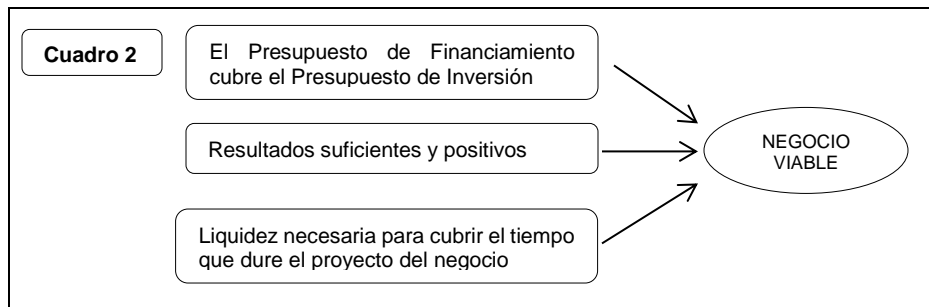 Cuadro 2
El Presupuesto de Financiamiento
cubre el Presupuesto de Inversión
Resultados suficientes y positivos
NEGOCIO
VIABLE
Liquidez necesaria para cubrir el tiempo
que dure el proyecto del negocio